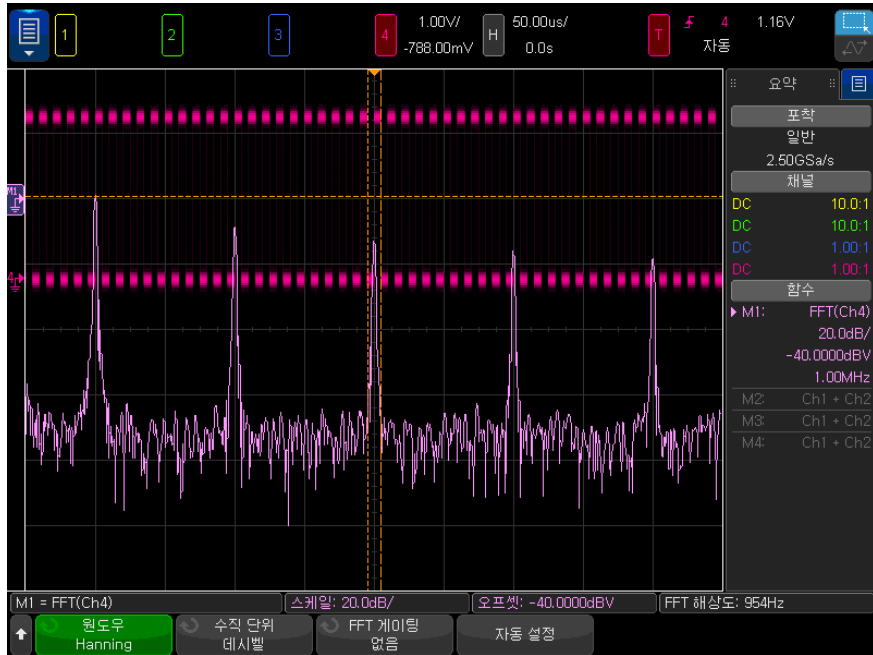 1 2 3 4 1.00V/ H 50.00us/ T 4 1.16V
-788.00mV 0.0s 자동
요약
포착
일반
2.50GSa/s
채널
DC 10.0:1
DC 10.0:1
DC 1.00:1
DC 1.00:1
함수
M1: FFT(Ch4)
20.0dB/
-40.0000dBV
1.00MHz
M2: Ch1 + Ch2
M3: Ch1 + Ch2
M4: Ch1 + Ch2
M1
4
M1 = FFT(Ch4) 스케일: 20.0dB/ 오프셋: -40.0000dBV FFT 해상도: 954Hz
윈도우 수직 단위 FFT 게이팅 자동 설정
Hanning 데시벨 없음